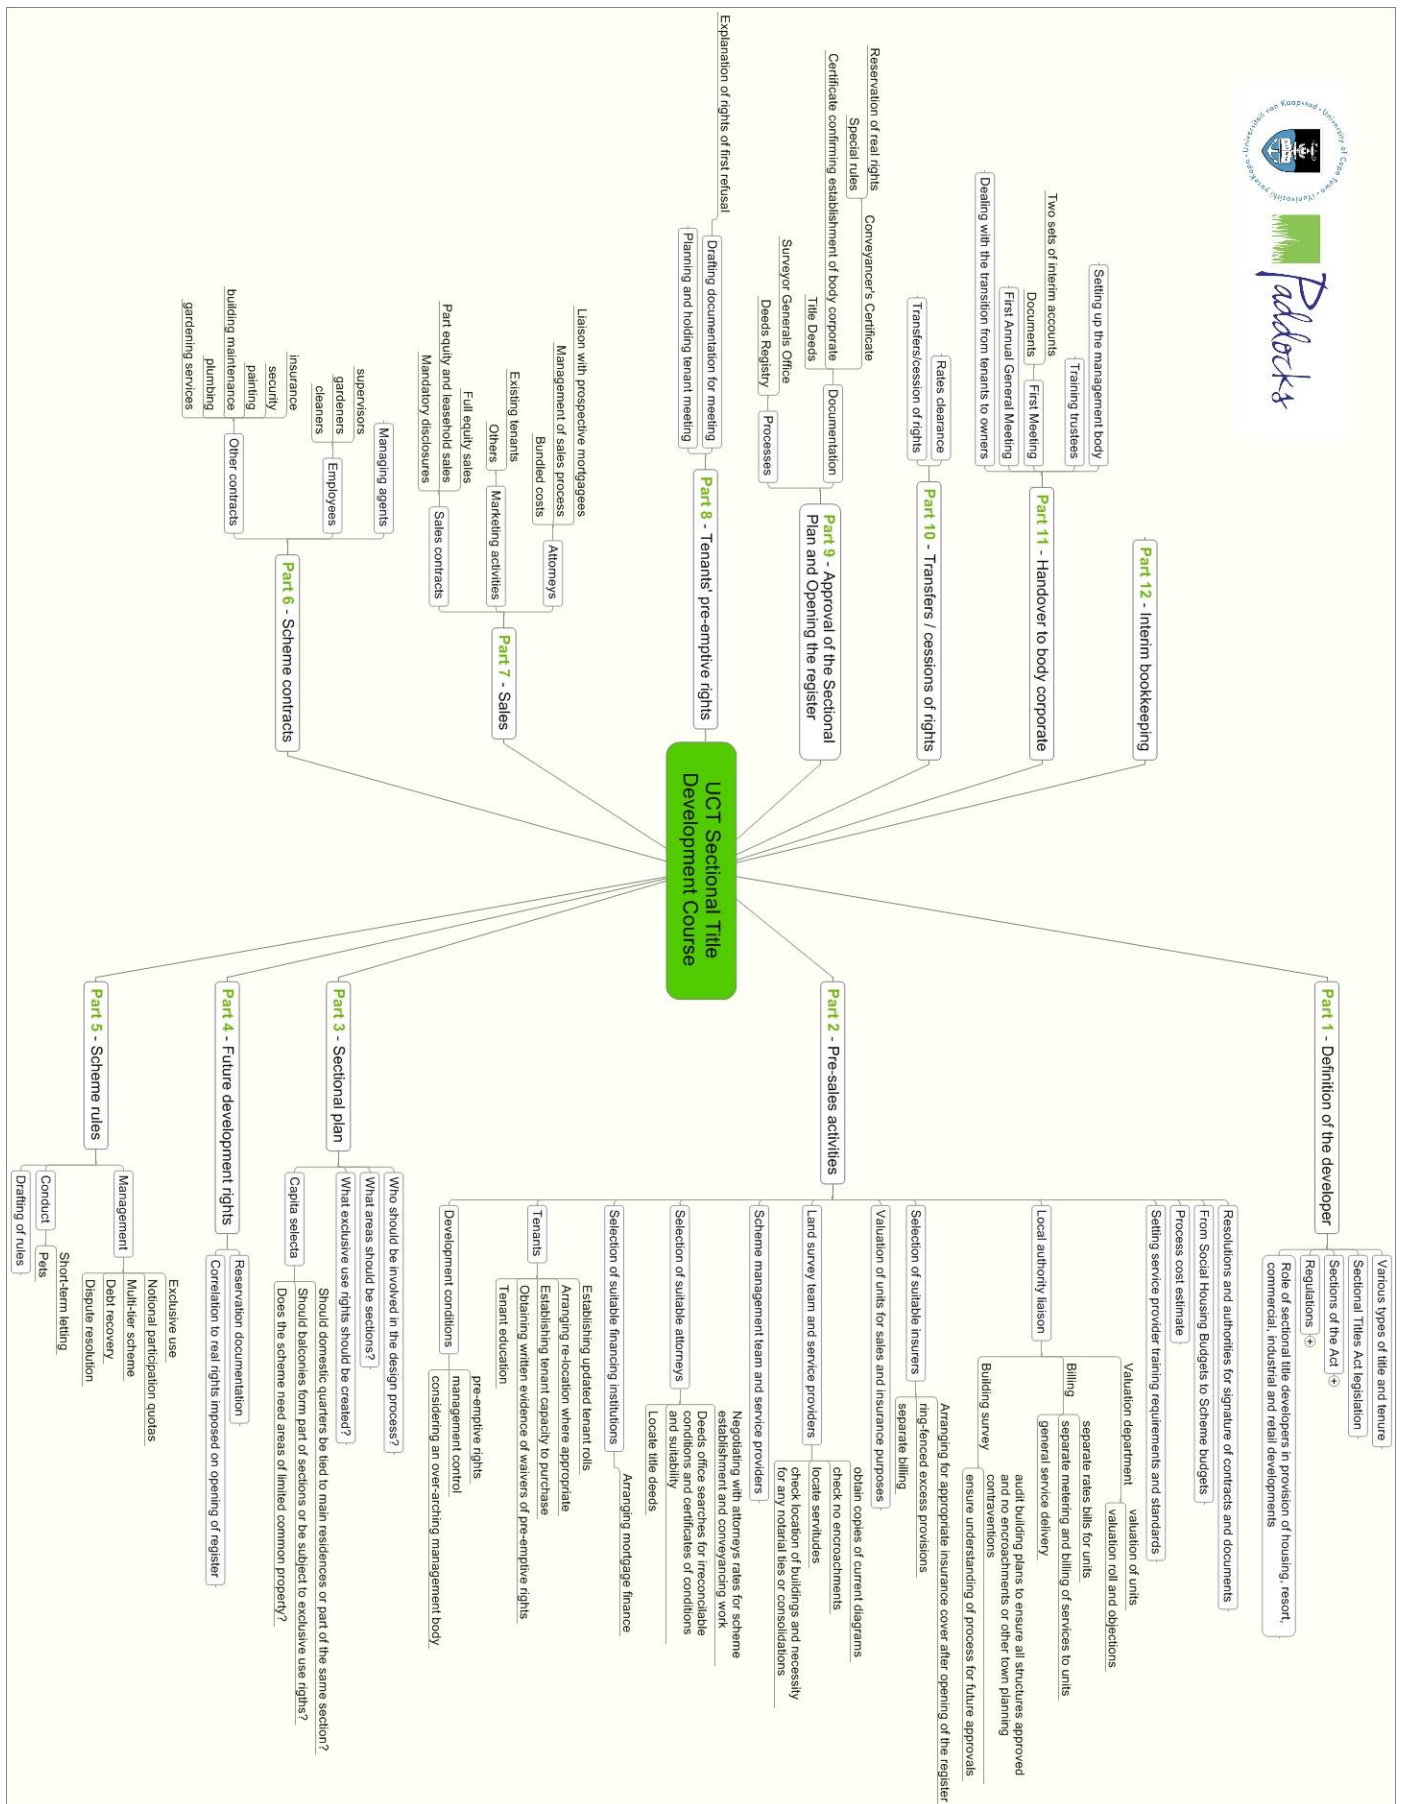 Universiteit van Kaapstad • University of Cape Town • iYunivesithi yaseKapa •
Paddocks
UCT Sectional Title
Development Course
Part 1 - Definition of the developer
Various types of title and tenure
Sectional Titles Act legislation
Sections of the Act
Regulations
Role of sectional title developers in provision of housing, resort,
commercial, industrial and retail developments
Part 2 - Pre-sales activities
Resolutions and authorities for signature of contracts and documents
From Social Housing Budgets to Scheme budgets
Process cost estimate
Setting service provider training requirements and standards
Local authority liaison
Valuation department
valuation of units
valuation roll and objections
Billing
separate rates bills for units
separate metering and billing of services to units
general service delivery
Building survey
audit building plans to ensure all structures approved
and no encroachments or other town planning
contraventions
ensure understanding of process for future approvals
Selection of suitable insurers
Arranging for appropriate insurance cover after opening of the register
ring-fenced excess provisions
separate billing
Valuation of units for sales and insurance purposes
Land survey team and service providers
obtain copies of current diagrams
check no encroachments
locate servitudes
check location of buildings and necessity
for any notarial ties or consolidations
Scheme management team and service providers
Selection of suitable attorneys
Negotiating with attorneys rates for scheme
establishment and conveyancing work
Deeds office searches for irreconcilable
conditions and certificates of conditions
and suitability
Locate title deeds
Selection of suitable financing institutions
Arranging mortgage finance
Tenants
Establishing updated tenant rolls
Arranging re-location where appropriate
Establishing tenant capacity to purchase
Obtaining written evidence of waivers of pre-emptive rights
Tenant education
Development conditions
pre-emptive rights
management control
considering an over-arching management body
Part 3 - Sectional plan
Who should be involved in the design process?
What areas should be sections?
What exclusive use rights should be created?
Capita selecta
Should domestic quarters be tied to main residences or part of the same section?
Should balconies form part of sections or be subject to exclusive use rigths?
Does the scheme need areas of limited common property?
Part 4 - Future development rights
Reservation documentation
Correlation to real rights imposed on opening of register
Part 5 - Scheme rules
Management
Exclusive use
Notional participation quotas
Multi-tier scheme
Debt recovery
Dispute resolution
Conduct
Short-term letting
Pets
Drafting of rules
Part 12 - Interim bookkeeping
Part 11 - Handover to body corporate
Setting up the management body
Training trustees
First Meeting
Two sets of interim accounts
Documents
First Annual General Meeting
Dealing with the transition from tenants to owners
Part 10 - Transfers / cessions of rights
Rates clearance
Transfers/cession of rights
Part 9 - Approval of the Sectional
Plan and Opening the register
Documentation
Conveyancer's Certificate
Reservation of real rights
Special rules
Certificate confirming establishment of body corporate
Title Deeds
Processes
Surveyor Generals Office
Deeds Registry
Part 8 - Tenants' pre-emptive rights
Drafting documentation for meeting
Explanation of rights of first refusal
Planning and holding tenant meeting
Part 7 - Sales
Attorneys
Liaison with prospective mortgagees
Management of sales process
Bundled costs
Marketing activities
Existing tenants
Others
Sales contracts
Full equity sales
Part equity and leasehold sales
Mandatory disclosures
Part 6 - Scheme contracts
Managing agents
Employees
supervisors
gardeners
cleaners
Other contracts
insurance
security
painting
building maintenance
plumbing
gardening services